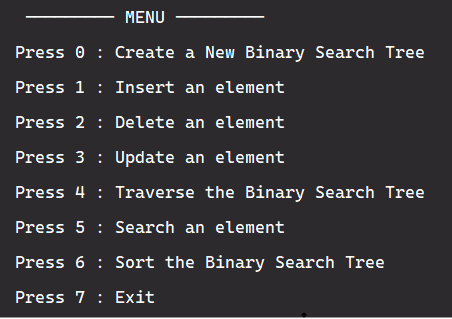 ────────── MENU ──────────
Press 0 : Create a New Binary Search Tree
Press 1 : Insert an element
Press 2 : Delete an element
Press 3 : Update an element
Press 4 : Traverse the Binary Search Tree
Press 5 : Search an element
Press 6 : Sort the Binary Search Tree
Press 7 : Exit